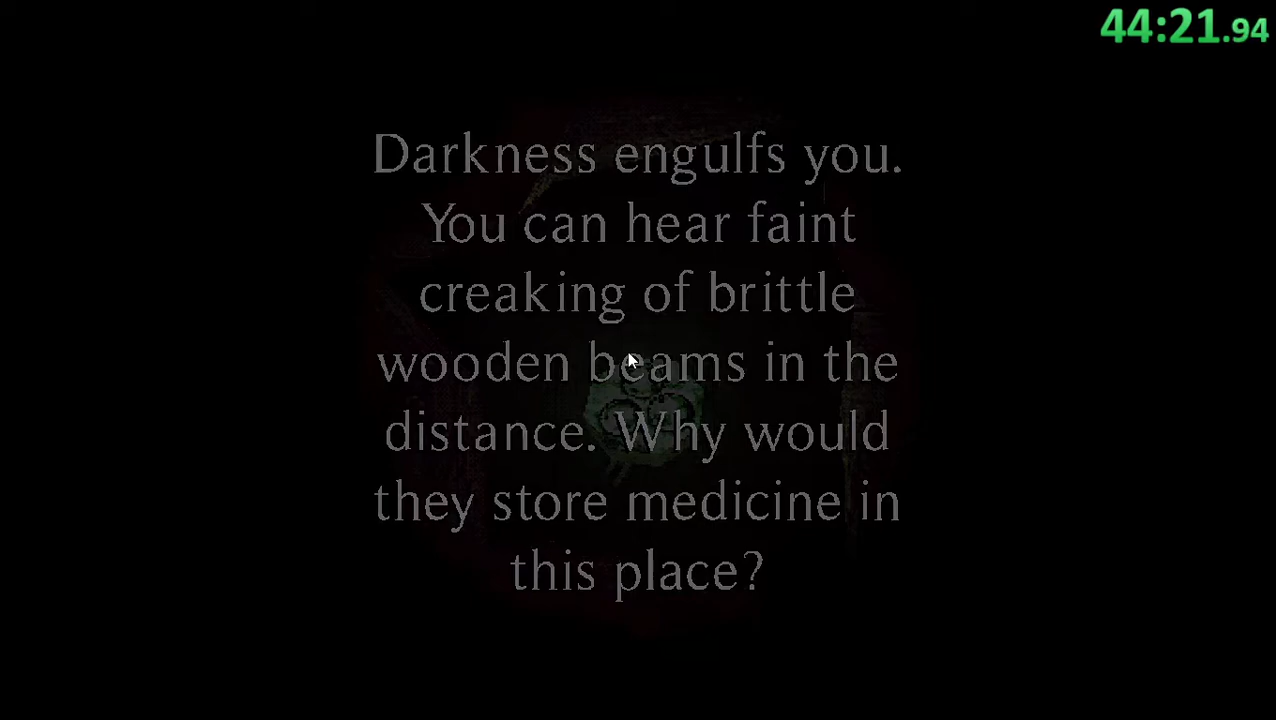 44:21.94
Darkness engulfs you.
You can hear faint
creaking of brittle
wooden beams in the
distance. Why would
they store medicine in
this place?